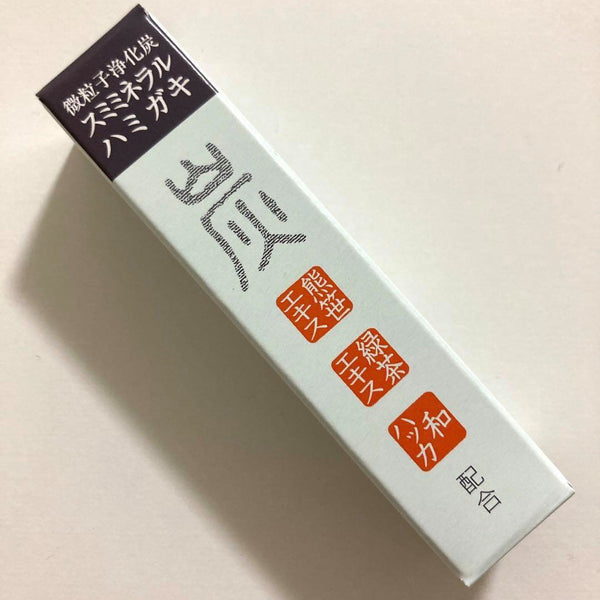 微粒子浄化炭
スミミネラル
ハミガキ
炭
熊笹
エキス
緑茶
エキス
和
ハッカ
配合